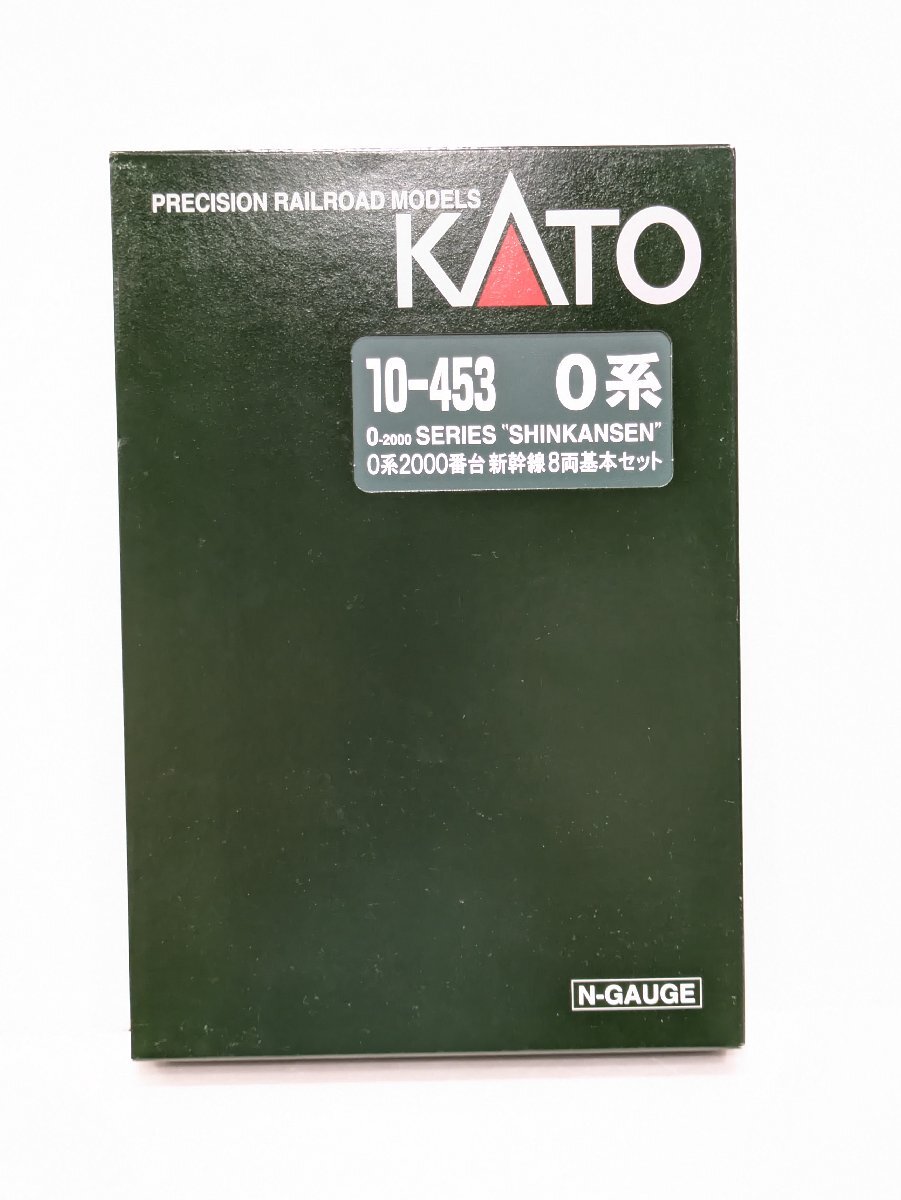 PRECISION RAILROAD MODELS
KATO
10-453 0系
0-2000 SERIES "SHINKANSEN"
0系2000番台 新幹線8両基本セット
N-GAUGE